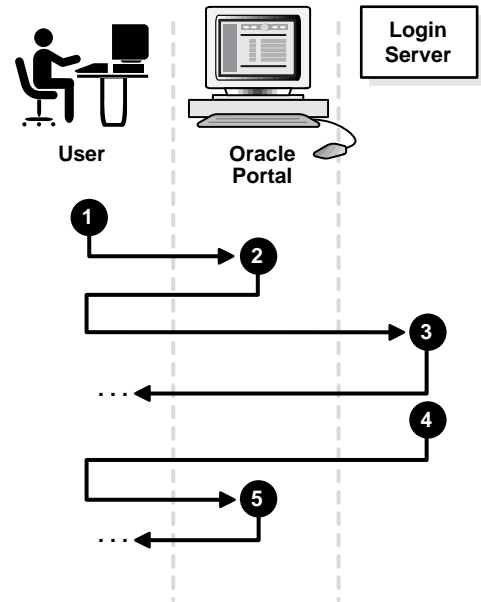 Login
Server
User
Oracle
Portal
1
2
3
. . .
4
5
. . .